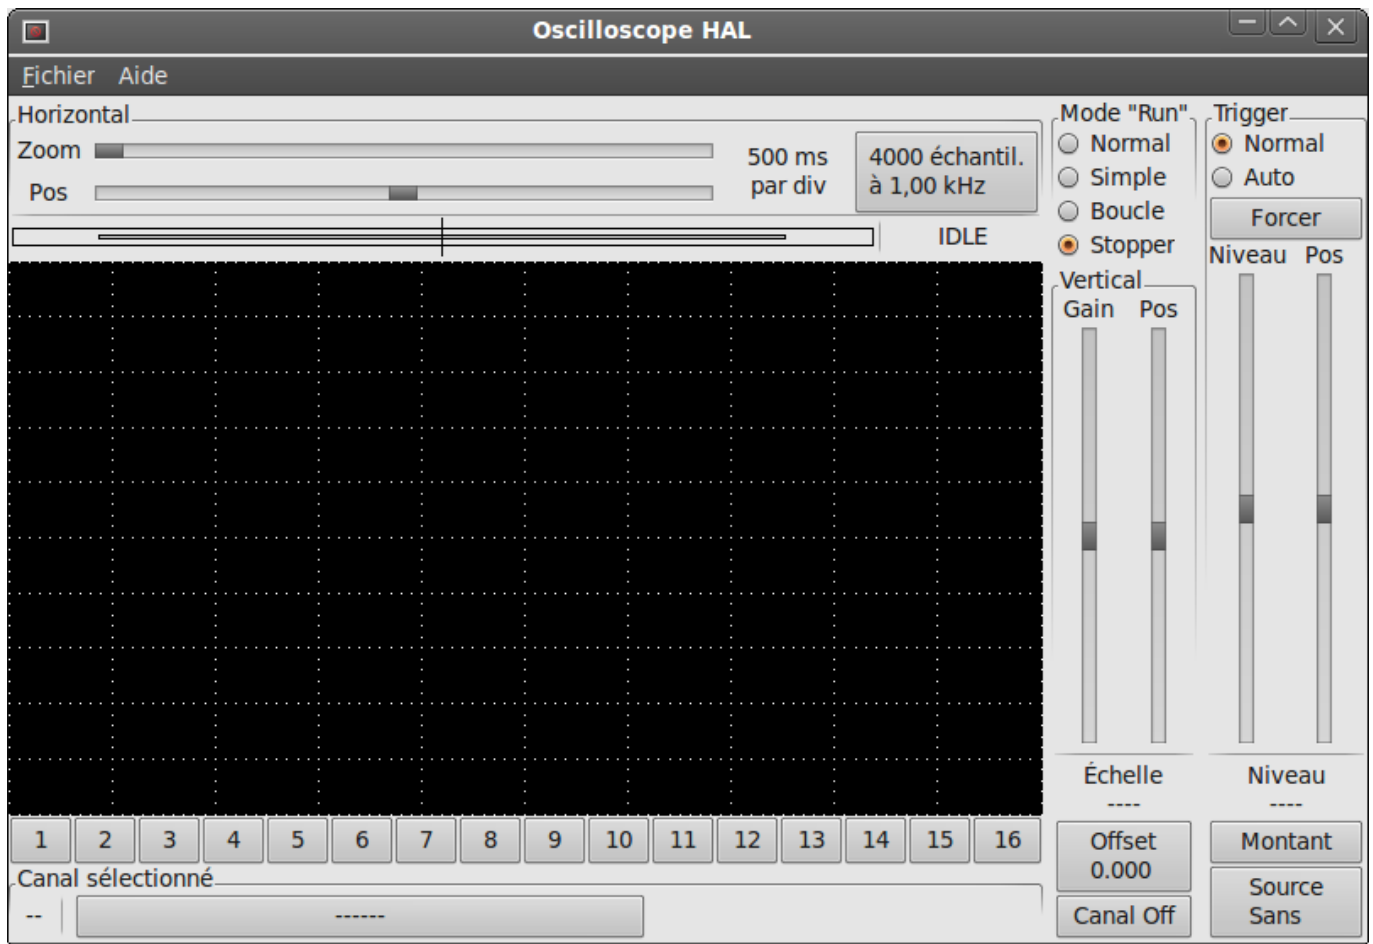 Oscilloscope HAL
Fichier Aide
Horizontal
Zoom
Pos
500 ms
par div
4000 échantil.
à 1,00 kHz
IDLE
Mode "Run"
Normal
Simple
Boucle
Stopper
Trigger
Normal
Auto
Forcer
Niveau Pos
Vertical
Gain Pos
Échelle
----
Offset
0.000
Canal Off
Niveau
----
Montant
Source
Sans
1 2 3 4 5 6 7 8 9 10 11 12 13 14 15 16
Canal sélectionné
-- ------